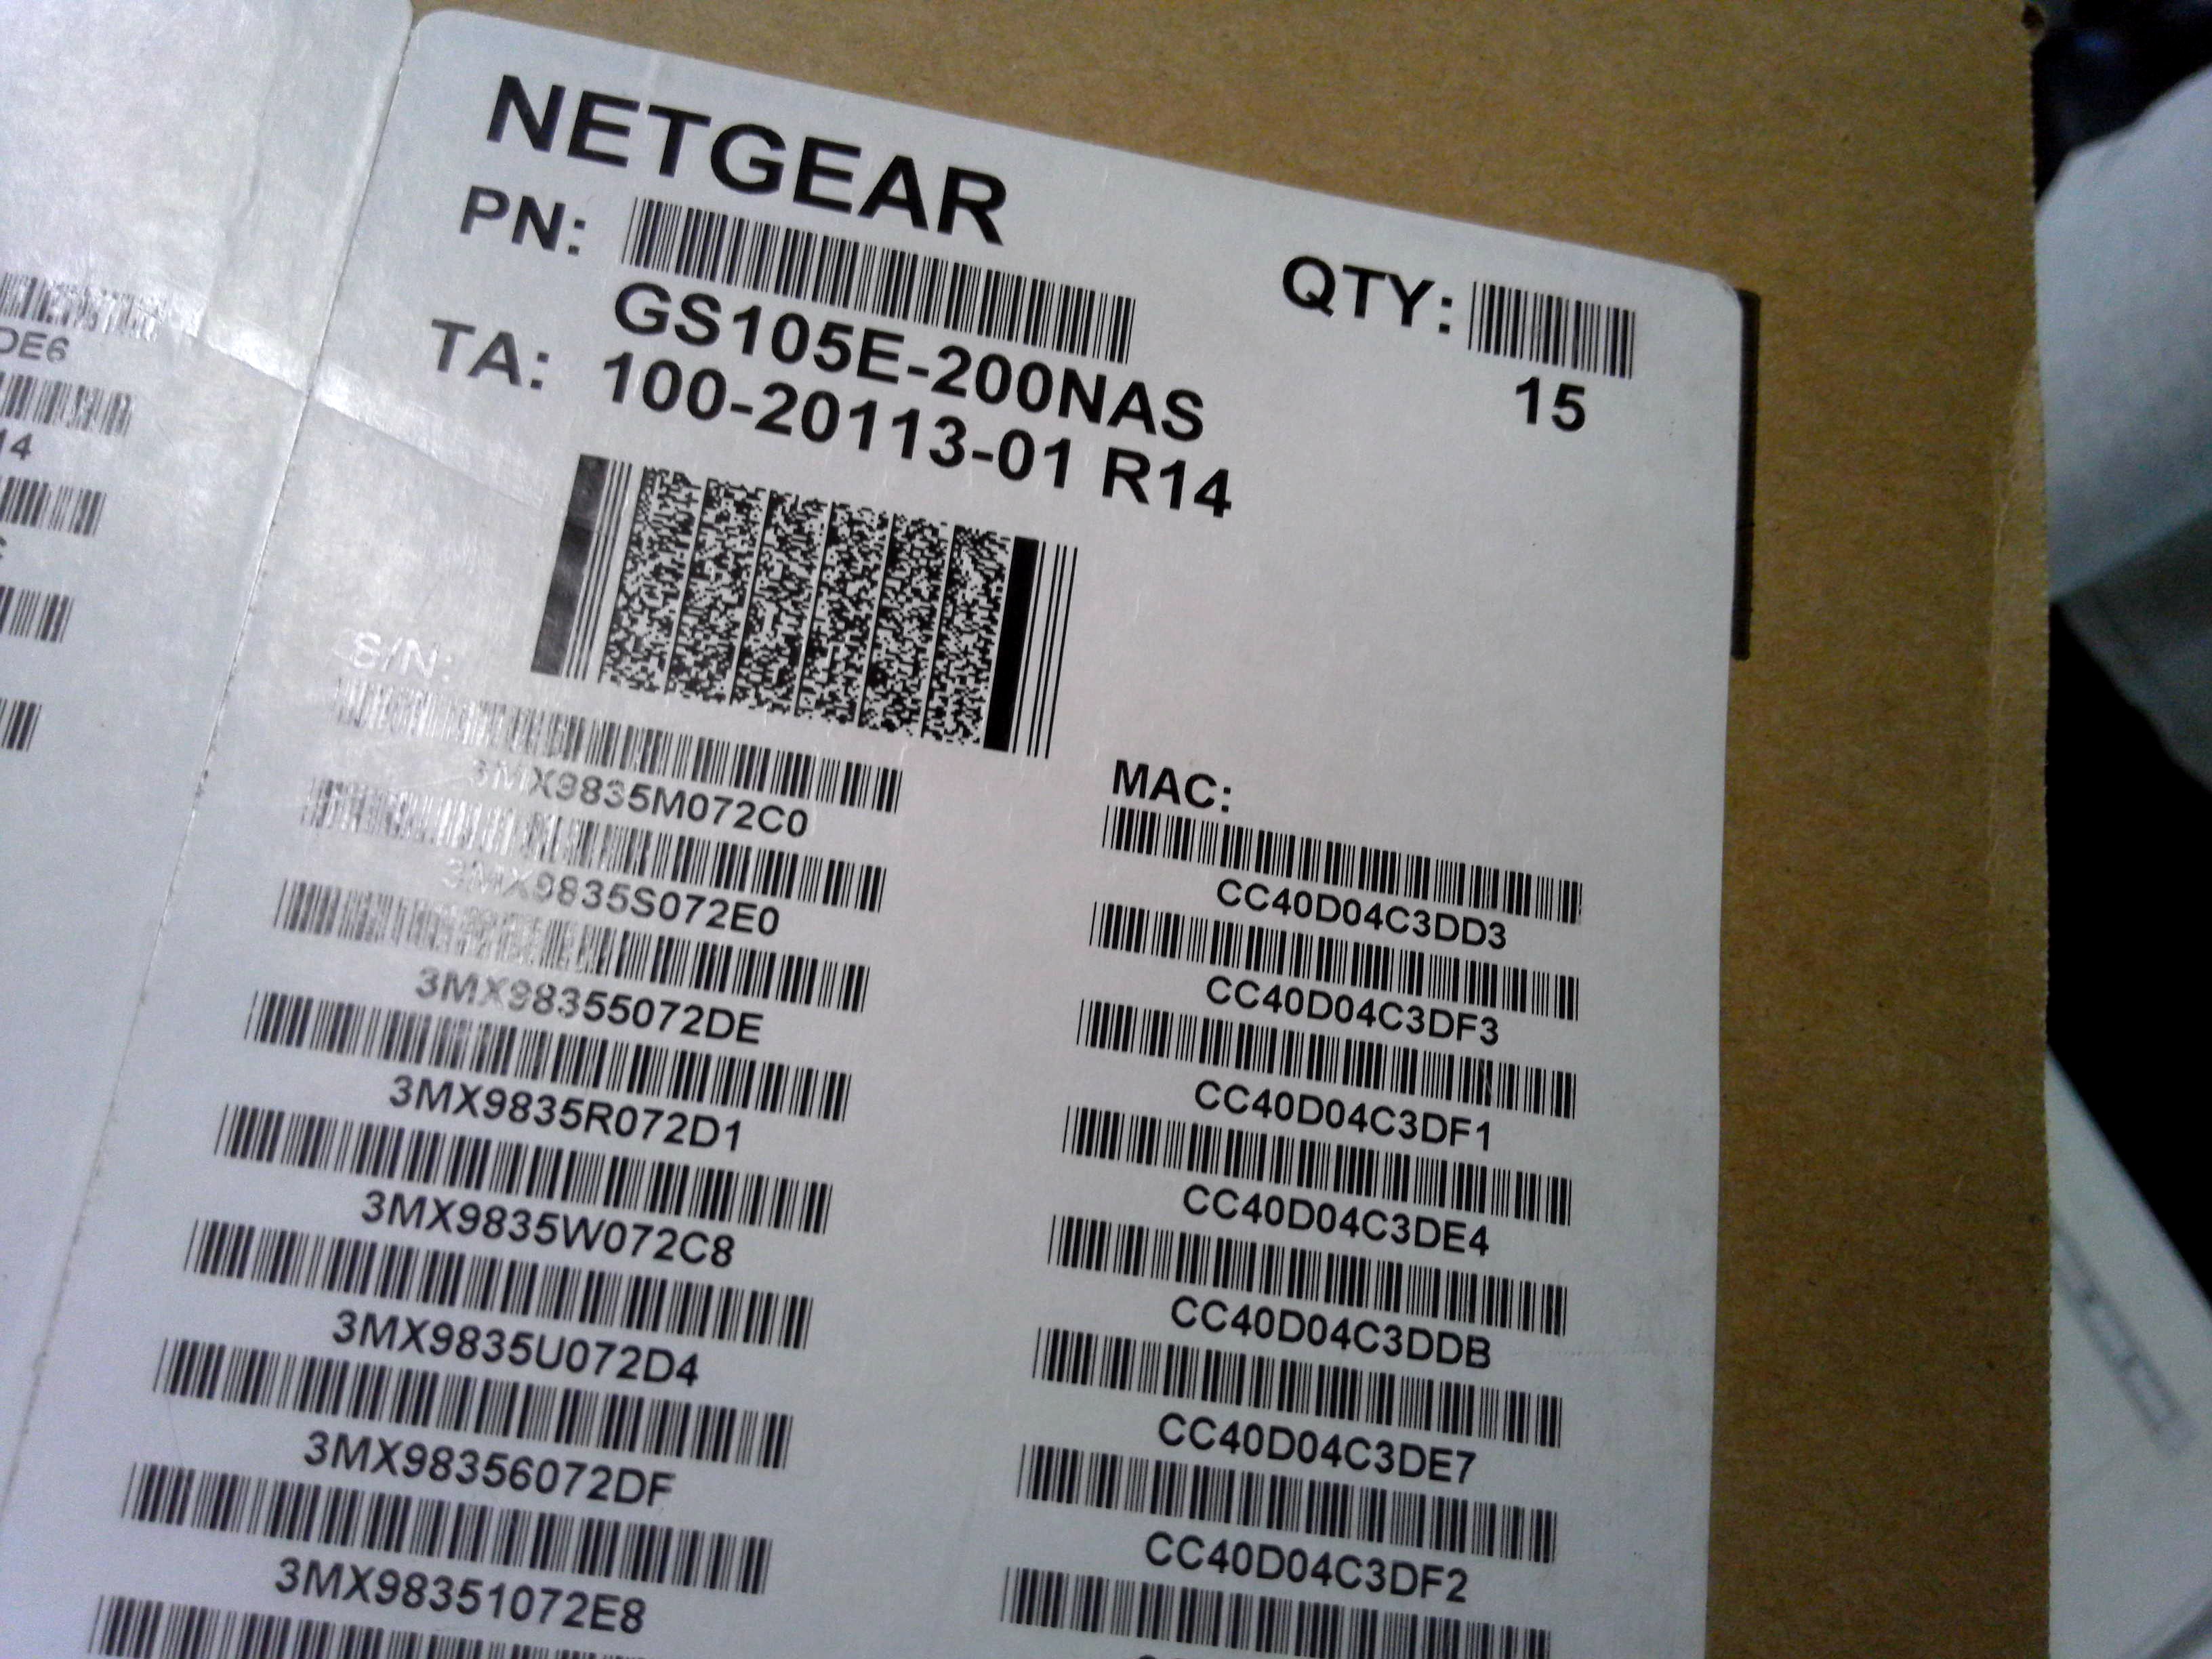 NETGEAR
PN:
GS105E-200NAS
QTY:
15
TA: 100-20113-01 R14
S/N:
3MX9835M072C0
3MX9835S072E0
3MX98355072DE
3MX9835R072D1
3MX9835W072C8
3MX9835U072D4
3MX98356072DF
3MX98351072E8
MAC:
CC40D04C3DD3
CC40D04C3DF3
CC40D04C3DF1
CC40D04C3DE4
CC40D04C3DDB
CC40D04C3DE7
CC40D04C3DF2
DE6
14